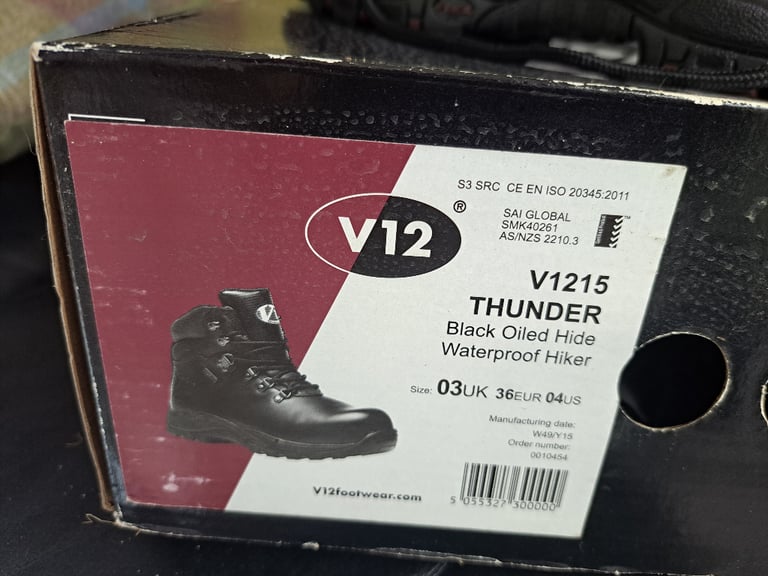 S3 SRC CE EN ISO 20345:2011
SAI GLOBAL
SMK40261
AS/NZS 2210.3
V12®
V1215
THUNDER
Black Oiled Hide
Waterproof Hiker
Size: 03UK 36EUR 04US
Manufacturing date:
W49/Y15
Order number:
0010454
V12footwear.com
5 055327 300000